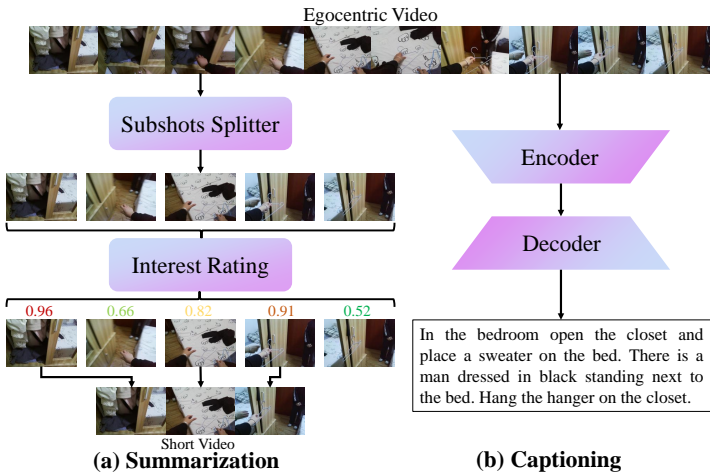 Egocentric Video
Subshots Splitter
Interest Rating
0.96 0.66 0.82 0.91 0.52
Short Video
(a) Summarization
Encoder
Decoder
In the bedroom open the closet and
place a sweater on the bed. There is a
man dressed in black standing next to
the bed. Hang the hanger on the closet.
(b) Captioning